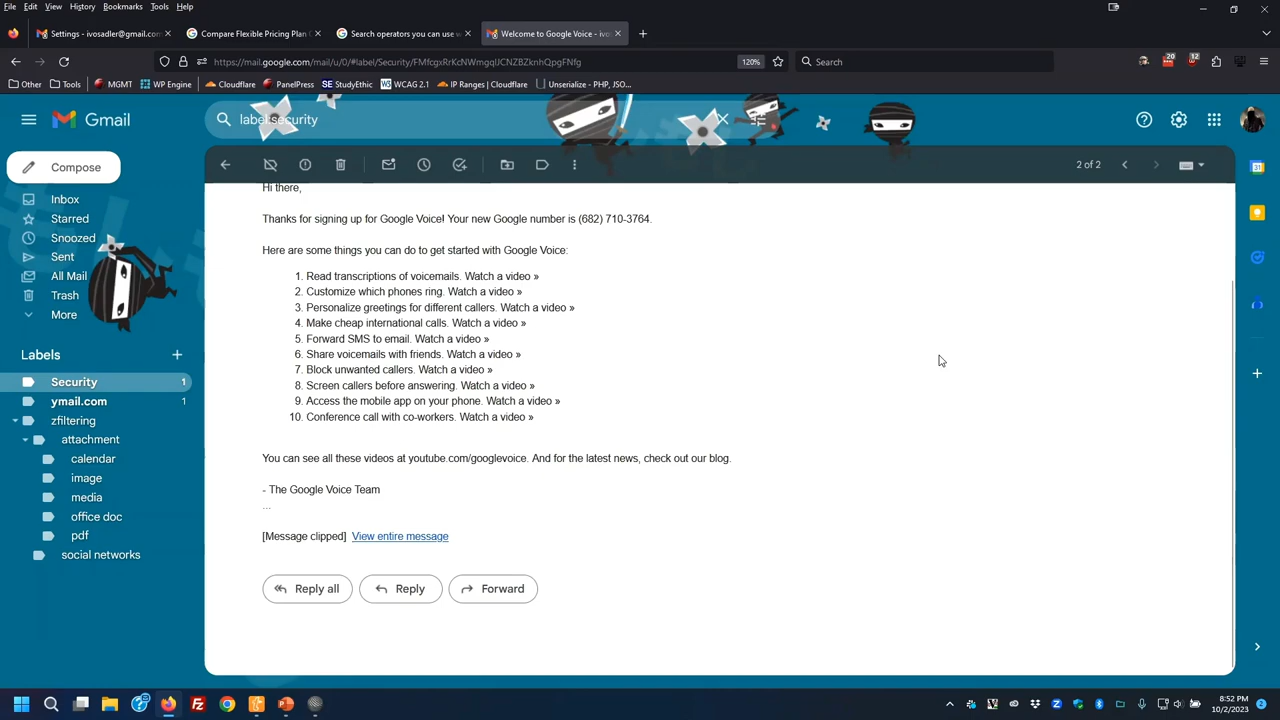 File Edit View History Bookmarks Tools Help
Settings - ivosadler@gmail.com
Compare Flexible Pricing Plan
Search operators you can use w
Welcome to Google Voice - ivo
https://mail.google.com/mail/u/0/#label/Security/FMfcgxRrKcNWmgqlJCNZBZknhQpgFNfg
120%
Search
20
12
Other
Tools
MGMT
WP Engine
Cloudflare
PanelPress
StudyEthic
WCAG 2.1
IP Ranges | Cloudflare
Unserialize - PHP, JSO...
Gmail
label:security
Compose
2 of 2
Inbox
Starred
Snoozed
Sent
All Mail
Trash
More
Labels
Security 1
ymail.com 1
zfiltering
attachment
calendar
image
media
office doc
pdf
social networks
Hi there,
Thanks for signing up for Google Voice! Your new Google number is (682) 710-3764.
Here are some things you can do to get started with Google Voice:
1. Read transcriptions of voicemails. Watch a video »
2. Customize which phones ring. Watch a video »
3. Personalize greetings for different callers. Watch a video »
4. Make cheap international calls. Watch a video »
5. Forward SMS to email. Watch a video »
6. Share voicemails with friends. Watch a video »
7. Block unwanted callers. Watch a video »
8. Screen callers before answering. Watch a video »
9. Access the mobile app on your phone. Watch a video »
10. Conference call with co-workers. Watch a video »
You can see all these videos at youtube.com/googlevoice. And for the latest news, check out our blog.
- The Google Voice Team
...
[Message clipped] View entire message
Reply all
Reply
Forward
8:52 PM
10/2/2023